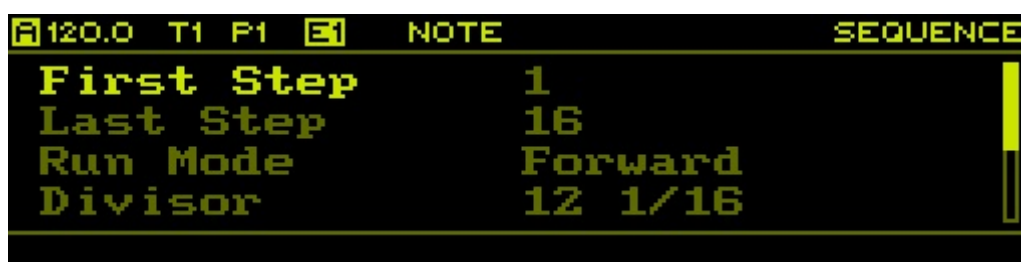 A 120.0 T1 P1 E1 NOTE SEQUENCE
First Step 1
Last Step 16
Run Mode Forward
Divisor 12 1/16